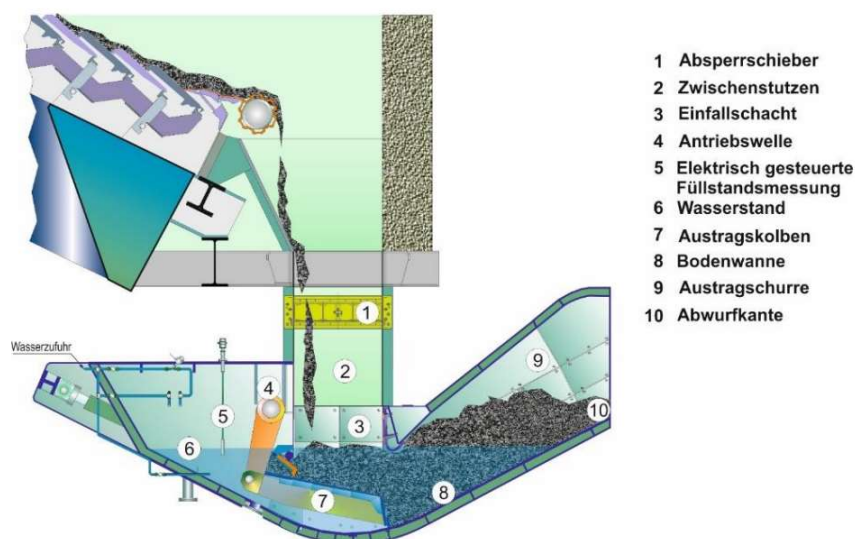 1 Absperrschieber
2 Zwischenstutzen
3 Einfallschacht
4 Antriebswelle
5 Elektrisch gesteuerte
Füllstandsmessung
6 Wasserstand
7 Austragskolben
8 Bodenwanne
9 Austragschurre
10 Abwurfkante
1
2
9
Wasserzufuhr
4
10
5
3
6
8
7